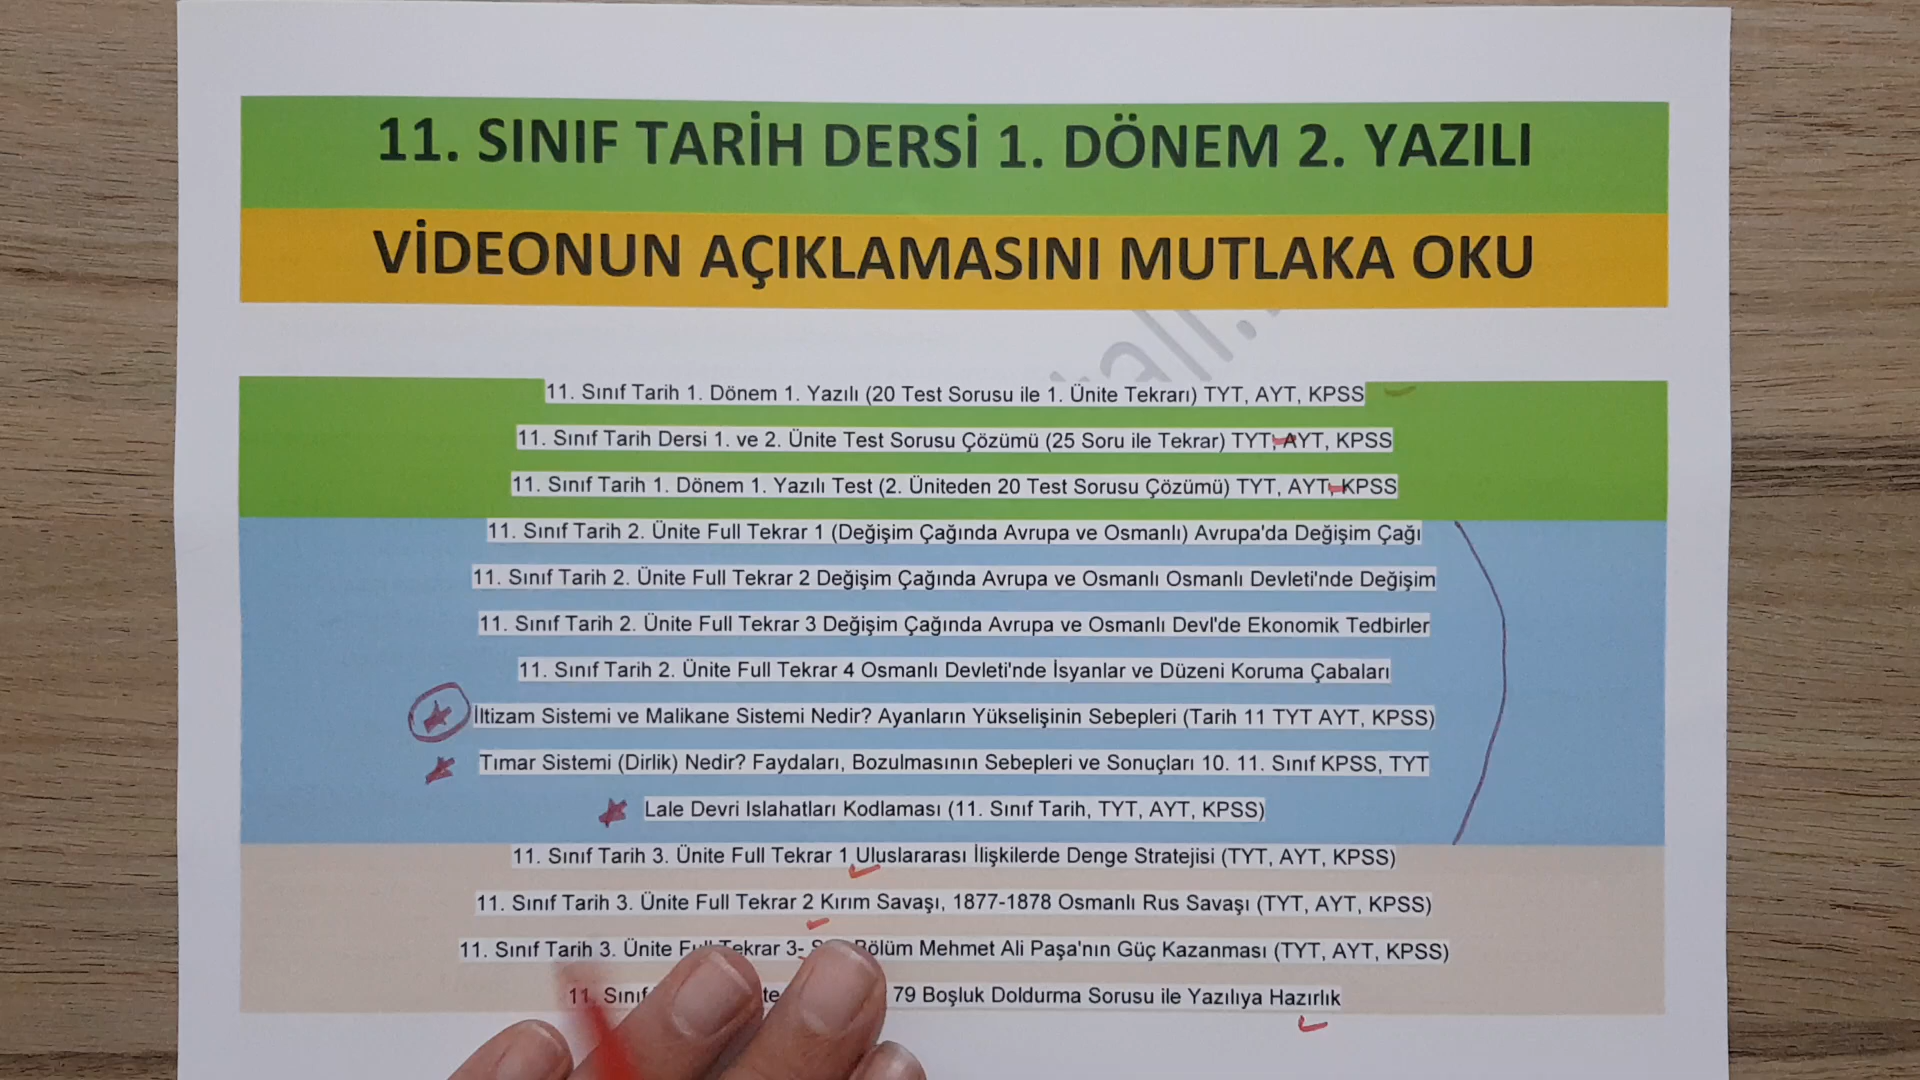 11. SINIF TARİH DERSİ 1. DÖNEM 2. YAZILI
VİDEONUN AÇIKLAMASINI MUTLAKA OKU
11. Sınıf Tarih 1. Dönem 1. Yazılı (20 Test Sorusu ile 1. Ünite Tekrarı) TYT, AYT, KPSS
11. Sınıf Tarih Dersi 1. ve 2. Ünite Test Sorusu Çözümü (25 Soru ile Tekrar) TYT, AYT, KPSS
11. Sınıf Tarih 1. Dönem 1. Yazılı Test (2. Üniteden 20 Test Sorusu Çözümü) TYT, AYT, KPSS
11. Sınıf Tarih 2. Ünite Full Tekrar 1 (Değişim Çağında Avrupa ve Osmanlı) Avrupa'da Değişim Çağı
11. Sınıf Tarih 2. Ünite Full Tekrar 2 Değişim Çağında Avrupa ve Osmanlı Osmanlı Devleti'nde Değişim
11. Sınıf Tarih 2. Ünite Full Tekrar 3 Değişim Çağında Avrupa ve Osmanlı Devl'de Ekonomik Tedbirler
11. Sınıf Tarih 2. Ünite Full Tekrar 4 Osmanlı Devleti'nde İsyanlar ve Düzeni Koruma Çabaları
İltizam Sistemi ve Malikane Sistemi Nedir? Ayanların Yükselişinin Sebepleri (Tarih 11 TYT AYT, KPSS)
Tımar Sistemi (Dirlik) Nedir? Faydaları, Bozulmasının Sebepleri ve Sonuçları 10. 11. Sınıf KPSS, TYT
Lale Devri Islahatları Kodlaması (11. Sınıf Tarih, TYT, AYT, KPSS)
11. Sınıf Tarih 3. Ünite Full Tekrar 1 Uluslararası İlişkilerde Denge Stratejisi (TYT, AYT, KPSS)
11. Sınıf Tarih 3. Ünite Full Tekrar 2 Kırım Savaşı, 1877-1878 Osmanlı Rus Savaşı (TYT, AYT, KPSS)
11. Sınıf Tarih 3. Ünite Full Tekrar 3- Bölüm Mehmet Ali Paşa'nın Güç Kazanması (TYT, AYT, KPSS)
11. Sınıf 79 Boşluk Doldurma Sorusu ile Yazılıya Hazırlık